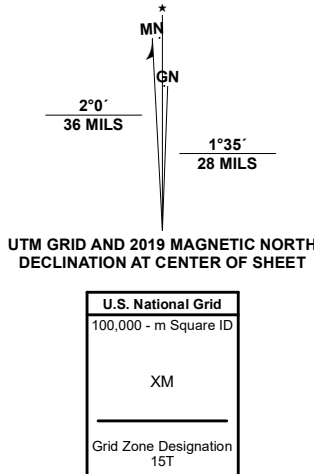 ★
MN
GN
2°0´
36 MILS
1°35´
28 MILS
UTM GRID AND 2019 MAGNETIC NORTH
DECLINATION AT CENTER OF SHEET
U.S. National Grid
100,000 - m Square ID
XM
Grid Zone Designation
15T